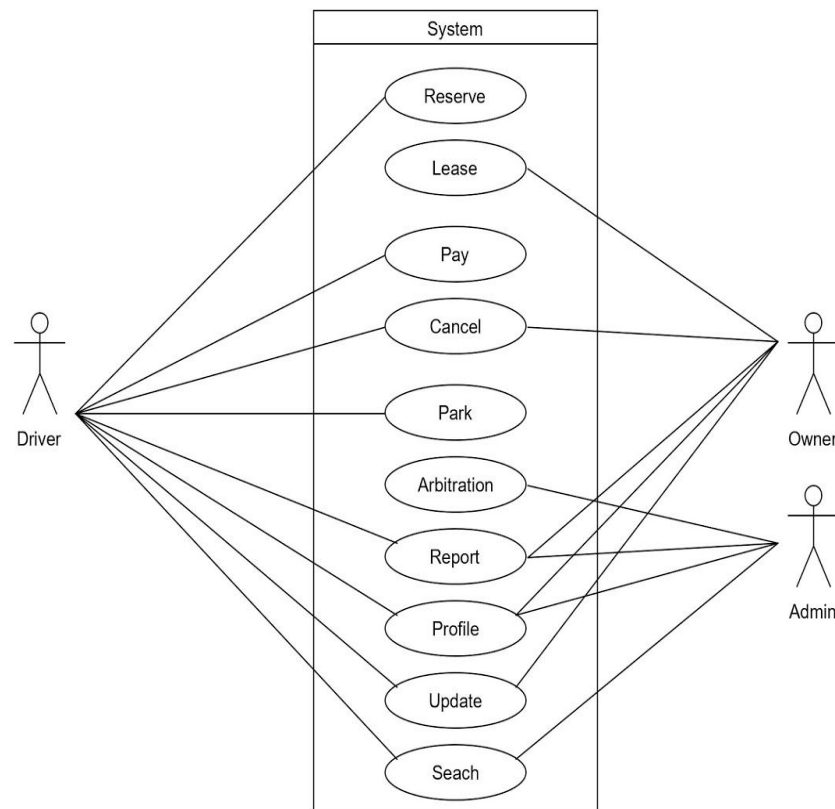 System
Reserve
Lease
Pay
Cancel
Park
Driver
Owner
Arbitration
Report
Admin
Profile
Update
Seach